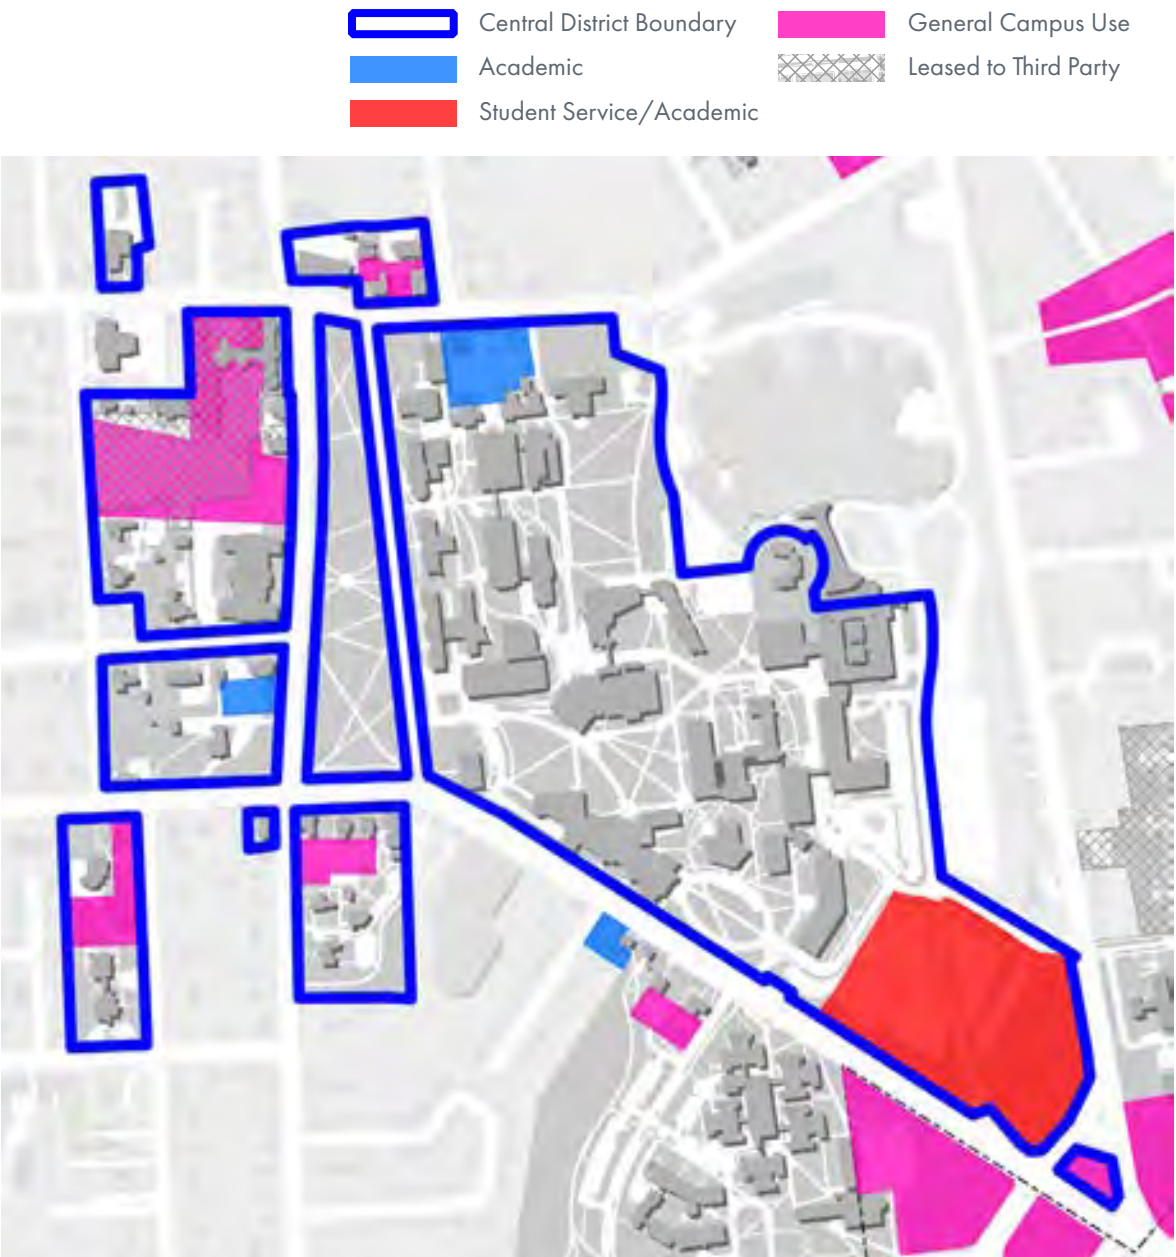 Central District Boundary
General Campus Use
Academic
Leased to Third Party
Student Service/Academic